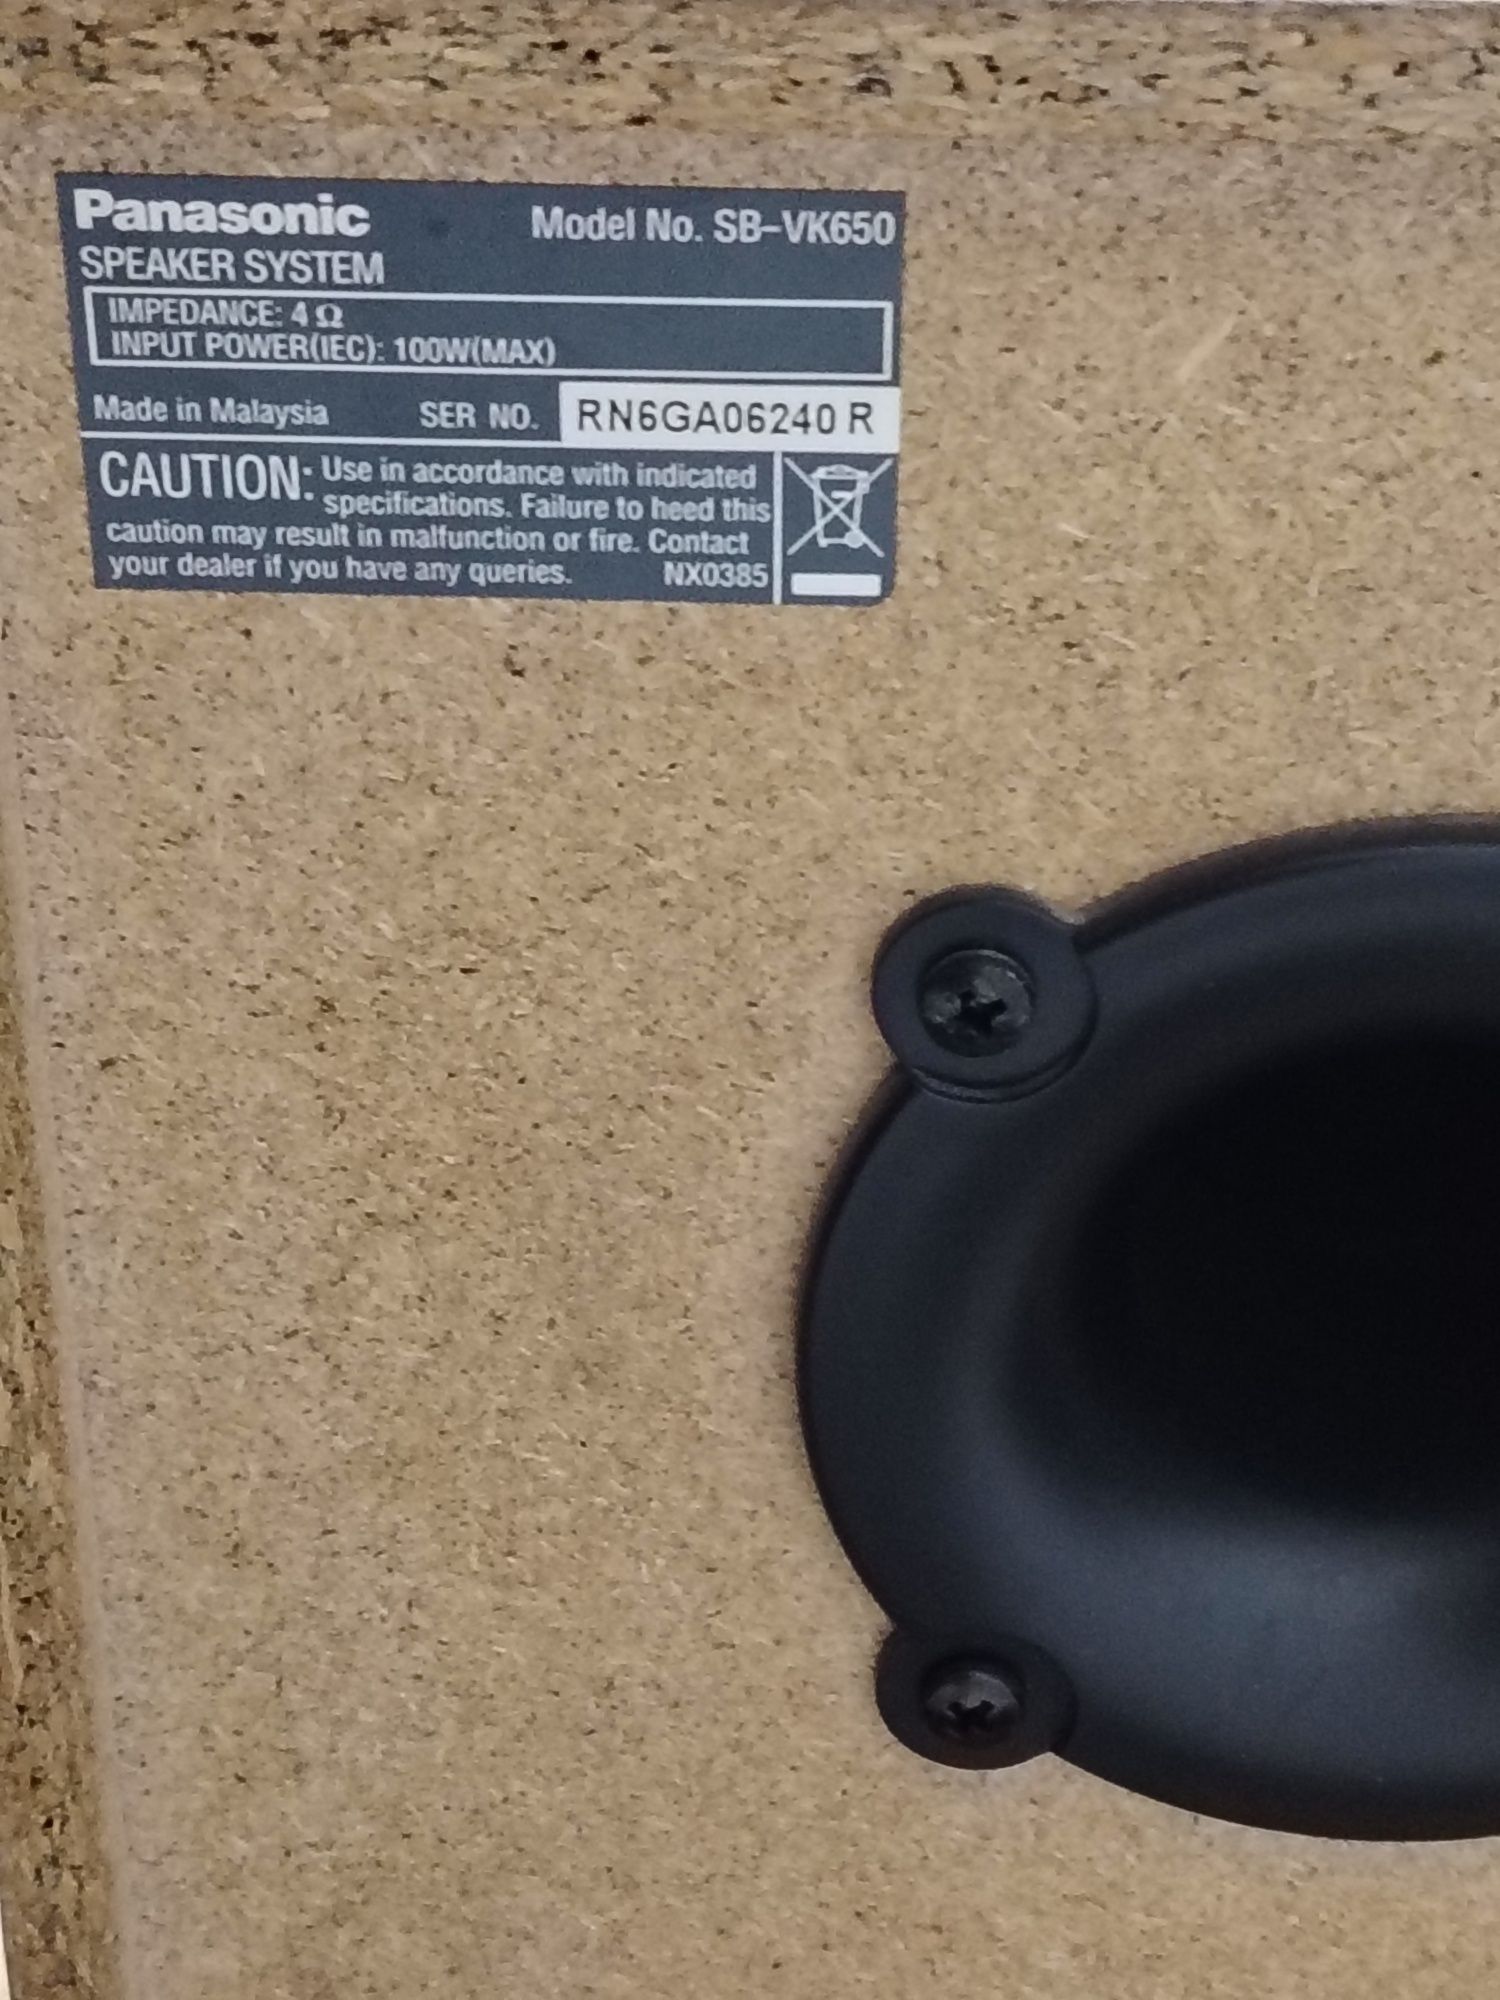 Panasonic Model No. SB-VK650
SPEAKER SYSTEM
IMPEDANCE: 4 Ω
INPUT POWER(IEC): 100W(MAX)
Made in Malaysia SER NO. RN6GA06240 R
CAUTION: Use in accordance with indicated
specifications. Failure to heed this
caution may result in malfunction or fire. Contact
your dealer if you have any queries. NX0385